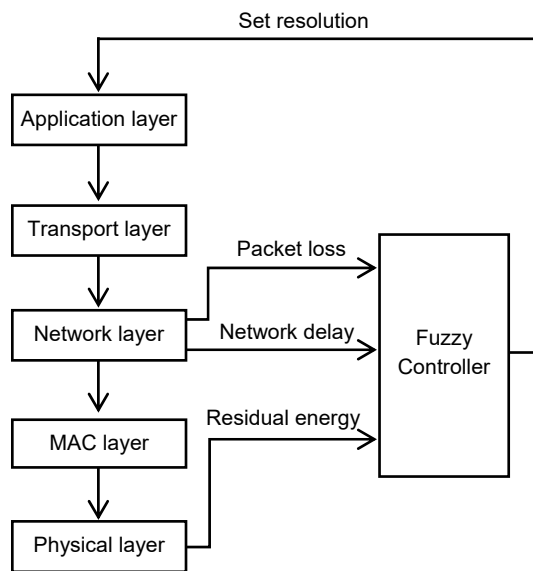 Set resolution
Application layer
Transport layer
Packet loss
Network layer
Network delay
Fuzzy
Controller
Residual energy
MAC layer
Physical layer